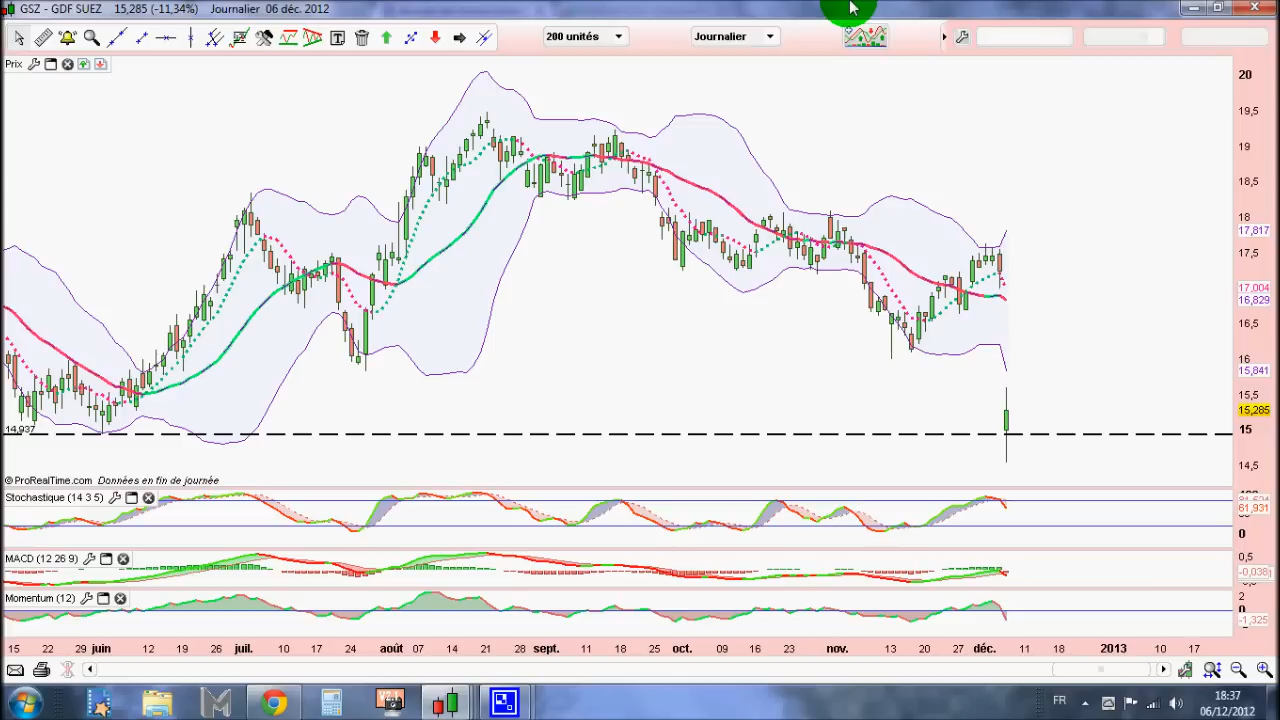 GSZ - GDF SUEZ 15,285 (-11,34%) Journalier 06 déc. 2012
200 unités Journalier
Prix
20
19,5
19
18,5
18
17,817
17,5
17,004
16,829
16,5
16
15,841
15,5
15,285
14,937
15
14,5
© ProRealTime.com Données en fin de journée
Stochastique (14 3 5)
61,931
0
MACD (12 26 9)
0,5
-0,038
Momentum (12)
2
0
-1,325
15 22 29 juin 12 19 26 juil. 10 17 24 août 07 14 21 28 sept. 11 18 25 oct. 09 16 23 nov. 13 20 27 déc. 11 18 2013 10 17
FR 18:37
06/12/2012